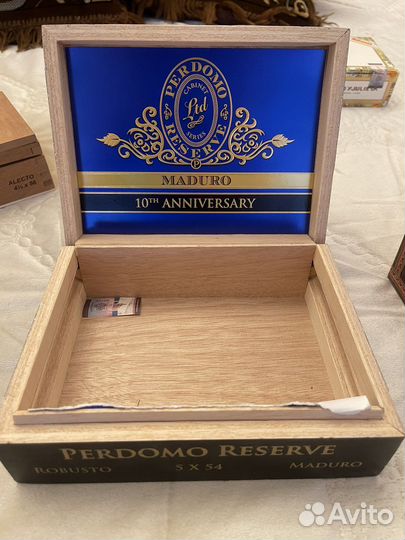 PERDOMO
CABINET
Ltd
SERIES
RESERVE
P
MADURO
10TH ANNIVERSARY
ALECTO
PERDOMO RESERVE
ROBUSTO 5 X 54 MADURO
Avito